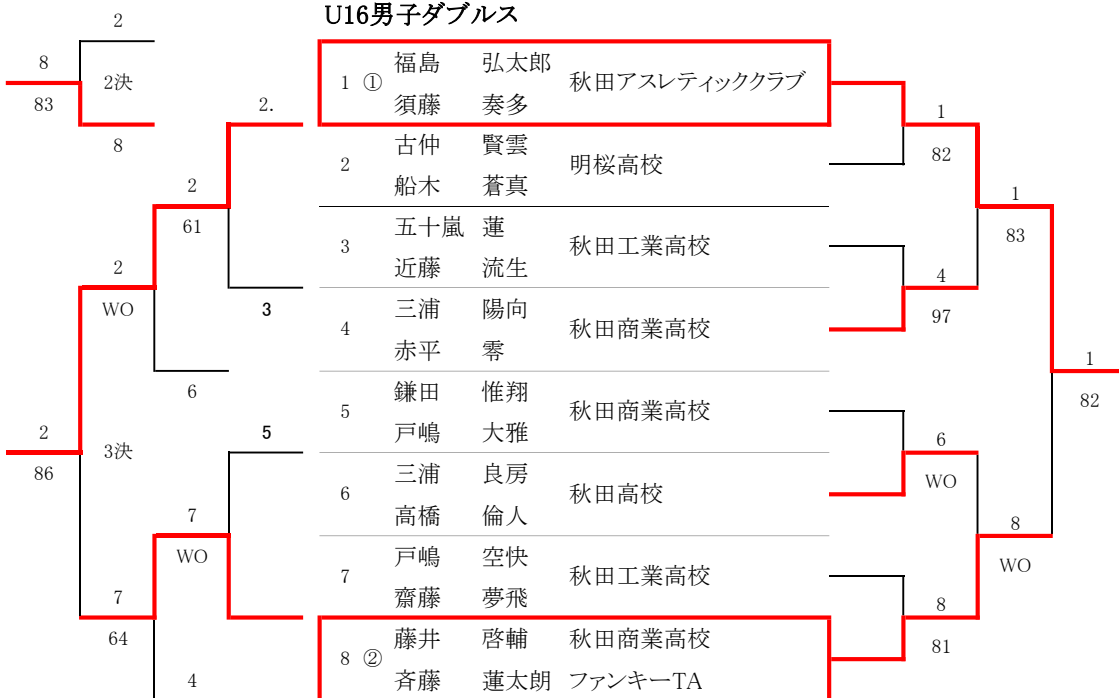 U16男子ダブルス
2
8
2決
83
8
2.
2
61
2
WO
3
6
5
2
3決
86
7
WO
7
64
4
1 ① 福島 弘太郎 秋田アスレティッククラブ
須藤 奏多
2 古仲 賢雲 明桜高校
船木 蒼真
3 五十嵐 蓮 秋田工業高校
近藤 流生
4 三浦 陽向 秋田商業高校
赤平 零
5 鎌田 惟翔 秋田商業高校
戸嶋 大雅
6 三浦 良房 秋田高校
高橋 倫人
7 戸嶋 空快 秋田工業高校
齋藤 夢飛
8 ② 藤井 啓輔 秋田商業高校
斉藤 蓮太朗 ファンキーTA
1
82
1
83
4
97
1
82
6
WO
8
WO
8
81